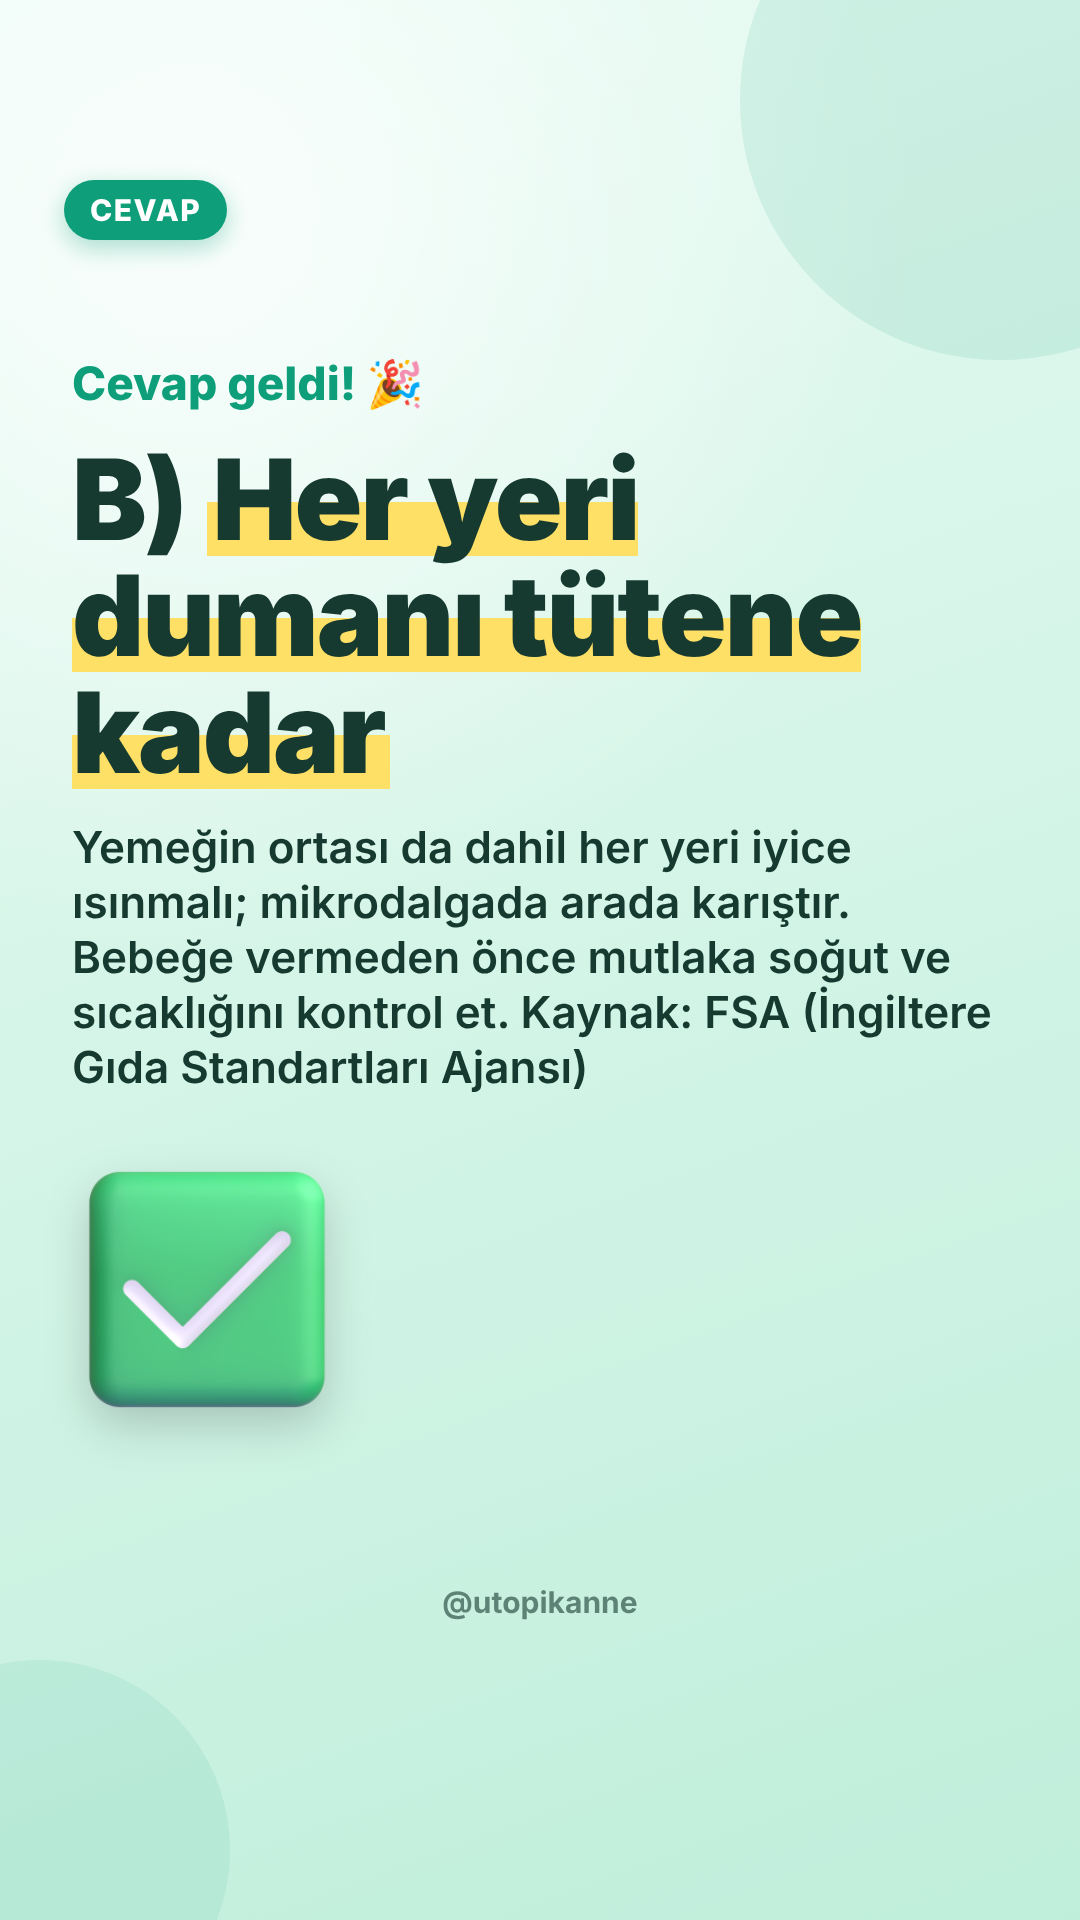 CEVAP
Cevap geldi! 🎉
B) Her yeri
dumanı tütene
kadar
Yemeğin ortası da dahil her yeri iyice
ısınmalı; mikrodalgada arada karıştır.
Bebeğe vermeden önce mutlaka soğut ve
sıcaklığını kontrol et. Kaynak: FSA (İngiltere
Gıda Standartları Ajansı)
@utopikanne